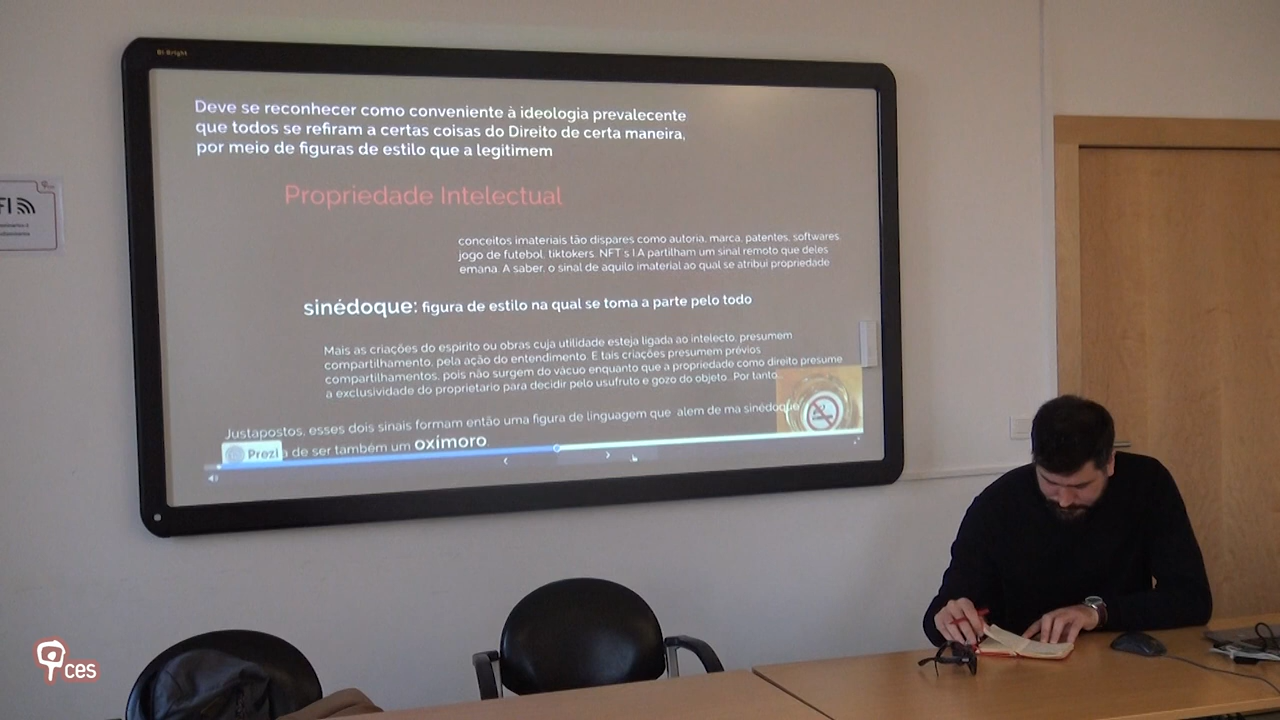 BI.Bright
Deve se reconhecer como conveniente à ideologia prevalecente
que todos se refiram a certas coisas do Direito de certa maneira,
por meio de figuras de estilo que a legitimem
Propriedade Intelectual
conceitos imateriais tão dispares como autoria, marca, patentes, softwares,
jogo de futebol, tiktokers, NFT s I A partilham um sinal remoto que deles
emana. A saber, o sinal de aquilo imaterial ao qual se atribui propriedade
sinédoque: figura de estilo na qual se toma a parte pelo todo
Mais as criações do espirito ou obras cuja utilidade esteja ligada ao intelecto, presumem
compartilhamento, pela ação do entendimento. E tais criações presumem prévios
compartilhamentos, pois não surgem do vácuo enquanto que a propriedade como direito presume
a exclusividade do proprietario para decidir pelo usufruto e gozo do objeto. Por tanto...
Justapostos, esses dois sinais formam então uma figura de linguagem que alem de ma sinédoque
a de ser também um oxímoro
Prezi
FI
ces